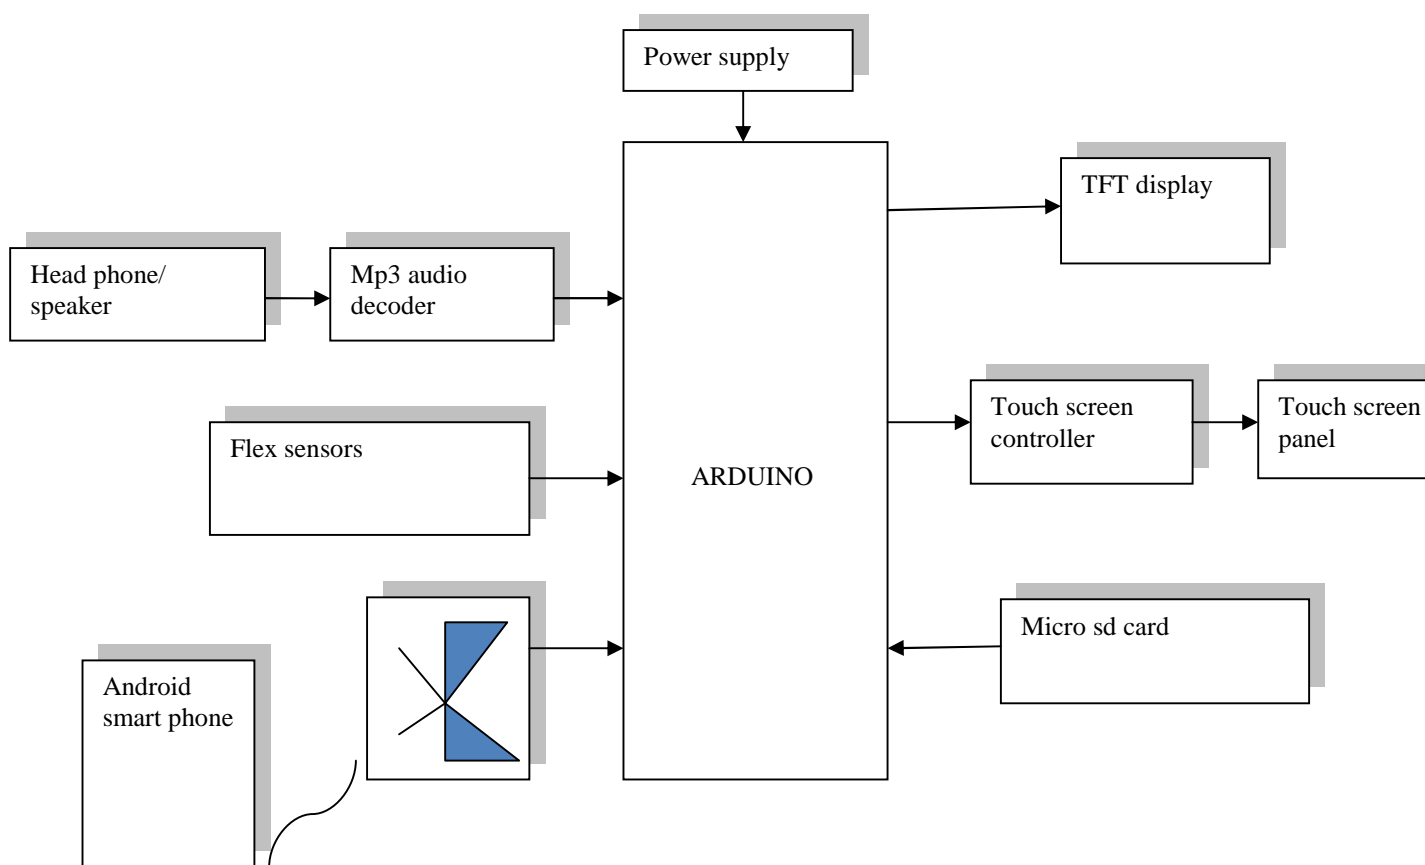 Power supply
TFT display
Head phone/
speaker
Mp3 audio
decoder
Touch screen
controller
Touch screen
panel
Flex sensors
ARDUINO
Micro sd card
Android
smart phone